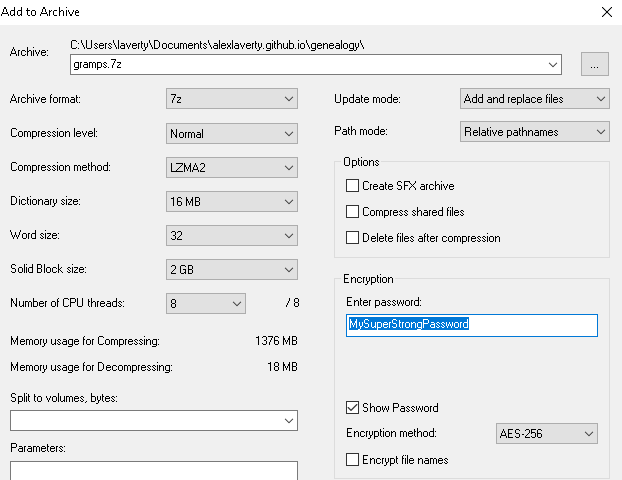 Add to Archive
Archive:
C:\Users\laverty\Documents\alexlaverty.github.io\genealogy\
gramps.7z
...
Archive format:
7z
Compression level:
Normal
Compression method:
LZMA2
Dictionary size:
16 MB
Word size:
32
Solid Block size:
2 GB
Number of CPU threads:
8
/ 8
Memory usage for Compressing:
1376 MB
Memory usage for Decompressing:
18 MB
Split to volumes, bytes:
Parameters:
Update mode:
Add and replace files
Path mode:
Relative pathnames
Options
Create SFX archive
Compress shared files
Delete files after compression
Encryption
Enter password:
MySuperStrongPassword
Show Password
Encryption method:
AES-256
Encrypt file names